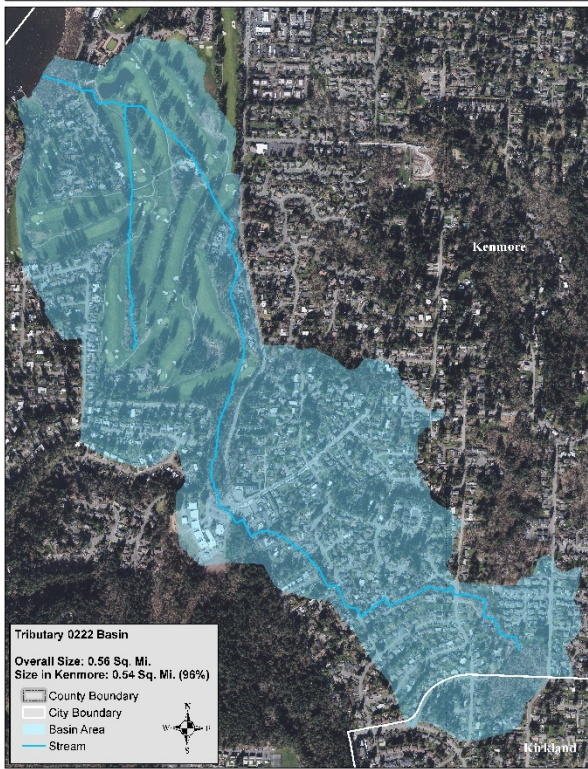 Kenmore
Tributary 0222 Basin
Overall Size: 0.56 Sq. Mi.
Size in Kenmore: 0.54 Sq. Mi. (96%)
County Boundary
City Boundary
Basin Area
Stream
N
W E
S
Kirkland